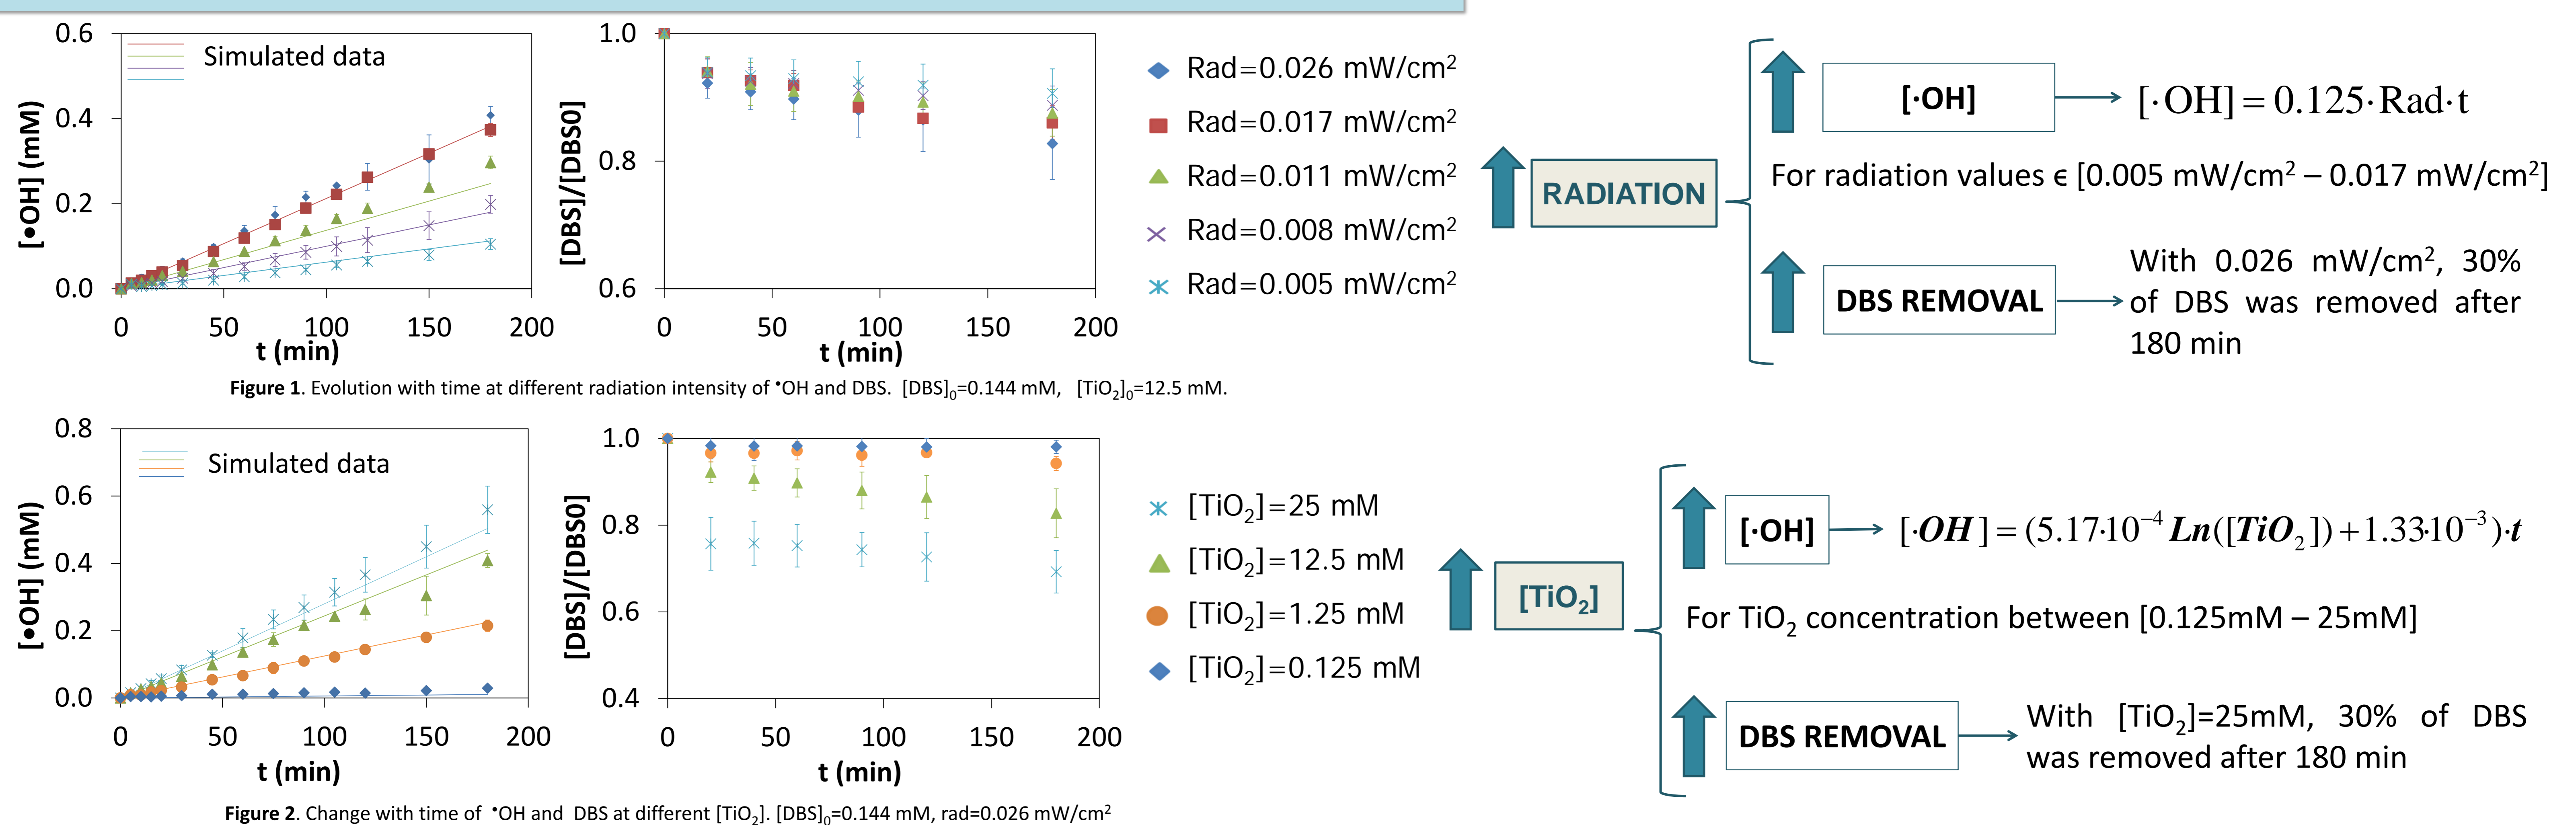 Simulated data
[●OH] (mM)
0.6
0.4
0.2
0.0
0 50 100 150 200
t (min)
[DBS]/[DBS0]
1.0
0.8
0.6
0 50 100 150 200
t (min)
Rad=0.026 mW/cm²
Rad=0.017 mW/cm²
Rad=0.011 mW/cm²
Rad=0.008 mW/cm²
Rad=0.005 mW/cm²
Figure 1. Evolution with time at different radiation intensity of •OH and DBS. [DBS]₀=0.144 mM, [TiO₂]₀=12.5 mM.
RADIATION
[·OH]
[·OH] = 0.125·Rad·t
For radiation values ϵ [0.005 mW/cm² – 0.017 mW/cm²]
DBS REMOVAL
With 0.026 mW/cm², 30%
of DBS was removed after
180 min
Simulated data
[●OH] (mM)
0.8
0.6
0.4
0.2
0.0
0 50 100 150 200
t (min)
[DBS]/[DBS0]
1.0
0.8
0.6
0.4
0 50 100 150 200
t (min)
[TiO₂]=25 mM
[TiO₂]=12.5 mM
[TiO₂]=1.25 mM
[TiO₂]=0.125 mM
Figure 2. Change with time of •OH and DBS at different [TiO₂]. [DBS]₀=0.144 mM, rad=0.026 mW/cm²
[TiO₂]
[·OH]
[·OH] = (5.17·10⁻⁴ Ln([TiO₂])+1.33·10⁻³)·t
For TiO₂ concentration between [0.125mM – 25mM]
DBS REMOVAL
With [TiO₂]=25mM, 30% of DBS
was removed after 180 min